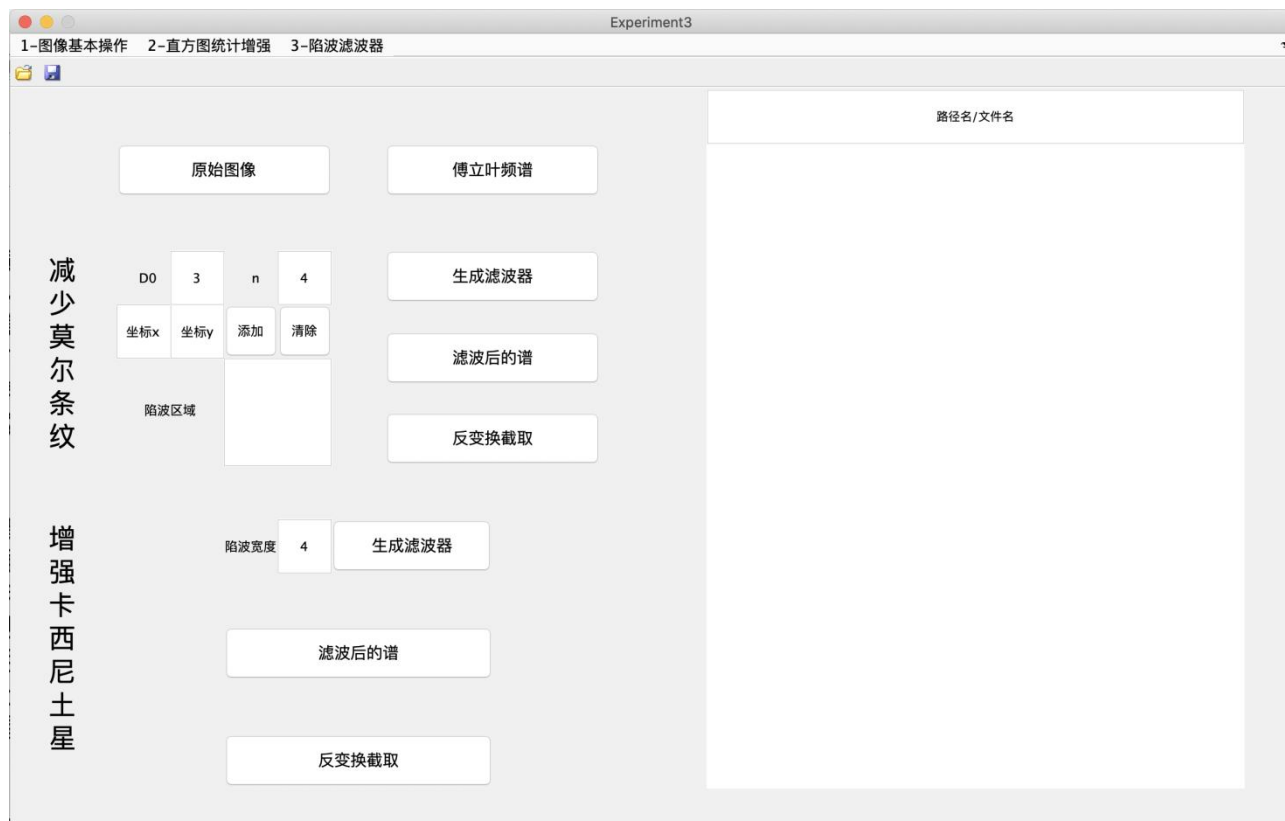 Experiment3
1-图像基本操作 2-直方图统计增强 3-陷波滤波器
路径名/文件名
原始图像 傅立叶频谱
减少莫尔条纹
D0 3 n 4 生成滤波器
坐标x 坐标y 添加 清除
滤波后的谱
陷波区域
反变换截取
增强卡西尼土星
陷波宽度 4 生成滤波器
滤波后的谱
反变换截取